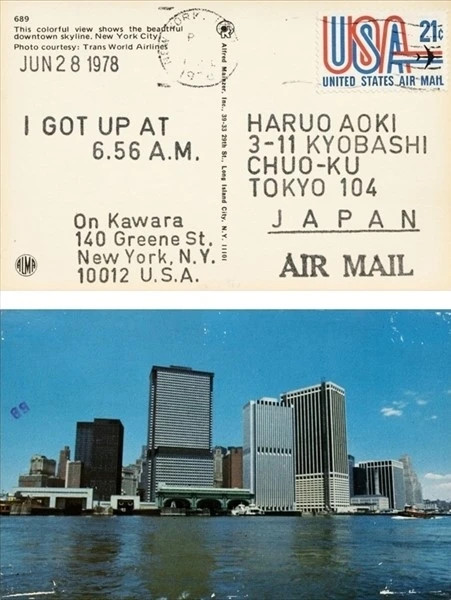 689
This colorful view shows the beautiful
downtown skyline, New York City.
Photo courtesy: Trans World Airlines
JUN 28 1978
I GOT UP AT
6.56 A.M.
On Kawara
140 Greene St.
New York, N.Y.
10012 U.S.A.
ALMA
NEW YORK,
P
Alfred Mainzer, Inc., 39-33 29th St., Long Island City, N.Y. 11101
USA 21c
UNITED STATES AIR MAIL
HARUO AOKI
3-11 KYOBASHI
CHUO-KU
TOKYO 104
JAPAN
AIR MAIL